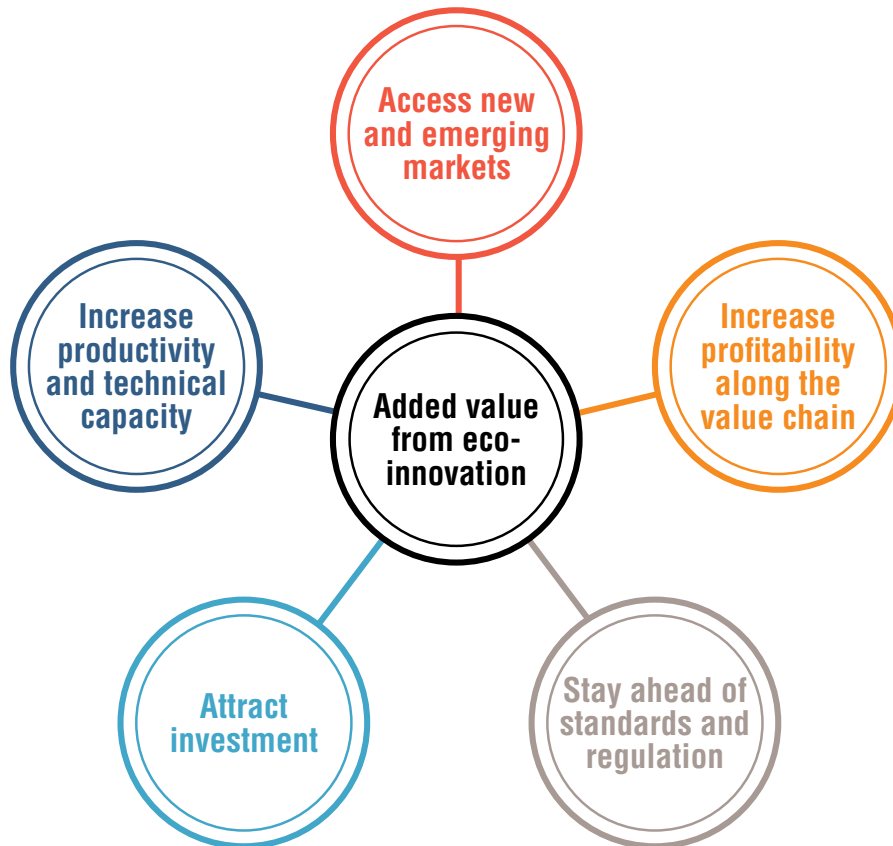 Access new
and emerging
markets
Increase
productivity
and technical
capacity
Increase
profitability
along the
value chain
Added value
from eco-
innovation
Attract
investment
Stay ahead of
standards and
regulation